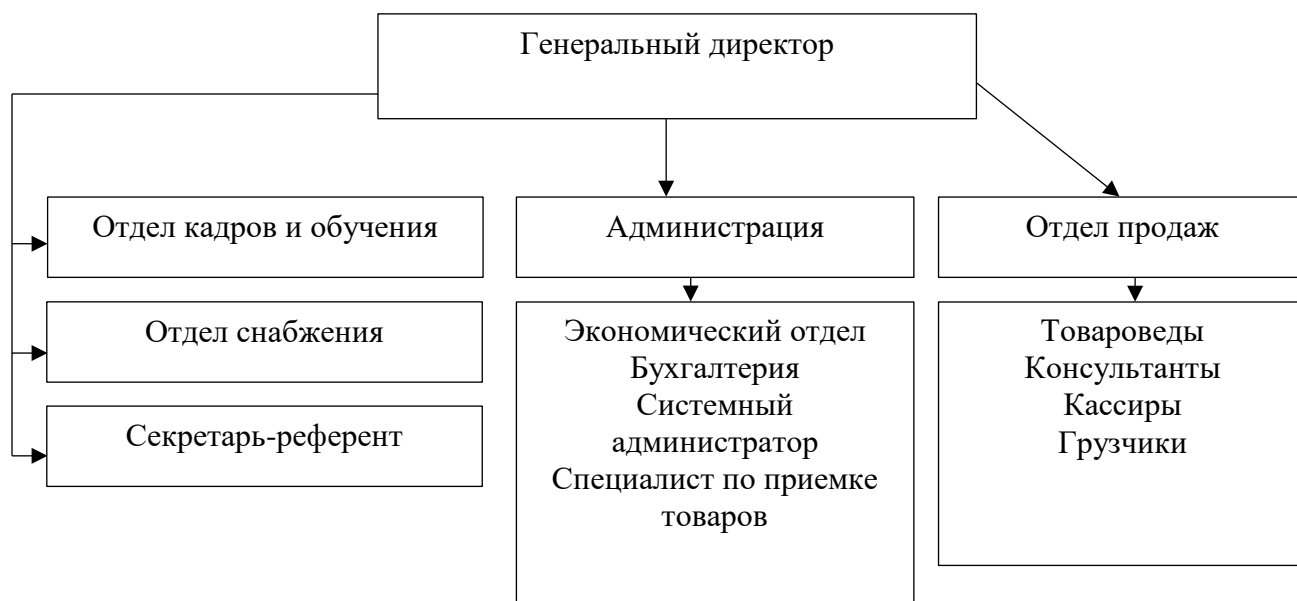 Генеральный директор
Отдел кадров и обучения
Администрация
Отдел продаж
Отдел снабжения
Секретарь-референт
Экономический отдел
Бухгалтерия
Системный
администратор
Специалист по приемке
товаров
Товароведы
Консультанты
Кассиры
Грузчики